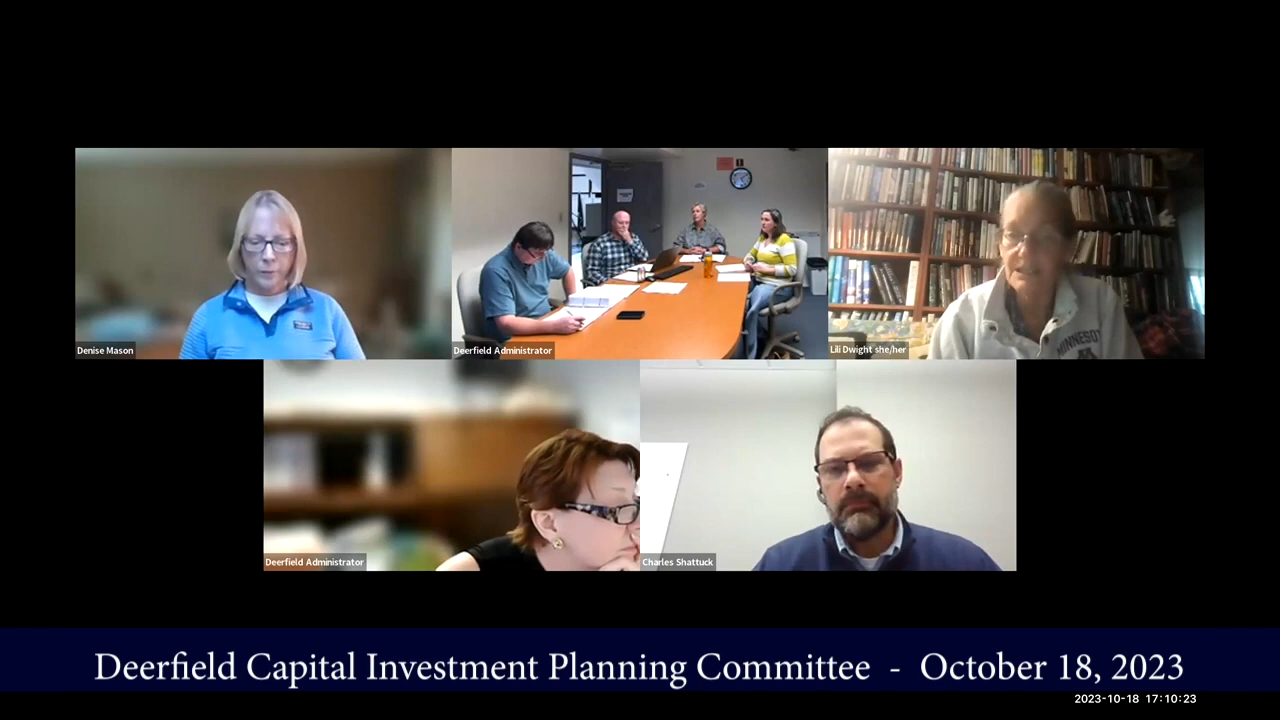 Denise Mason
Deerfield Administrator
Lili Dwight she/her
MINNESOTA
Deerfield Administrator
Charles Shattuck
Deerfield Capital Investment Planning Committee - October 18, 2023
2023-10-18 17:10:23